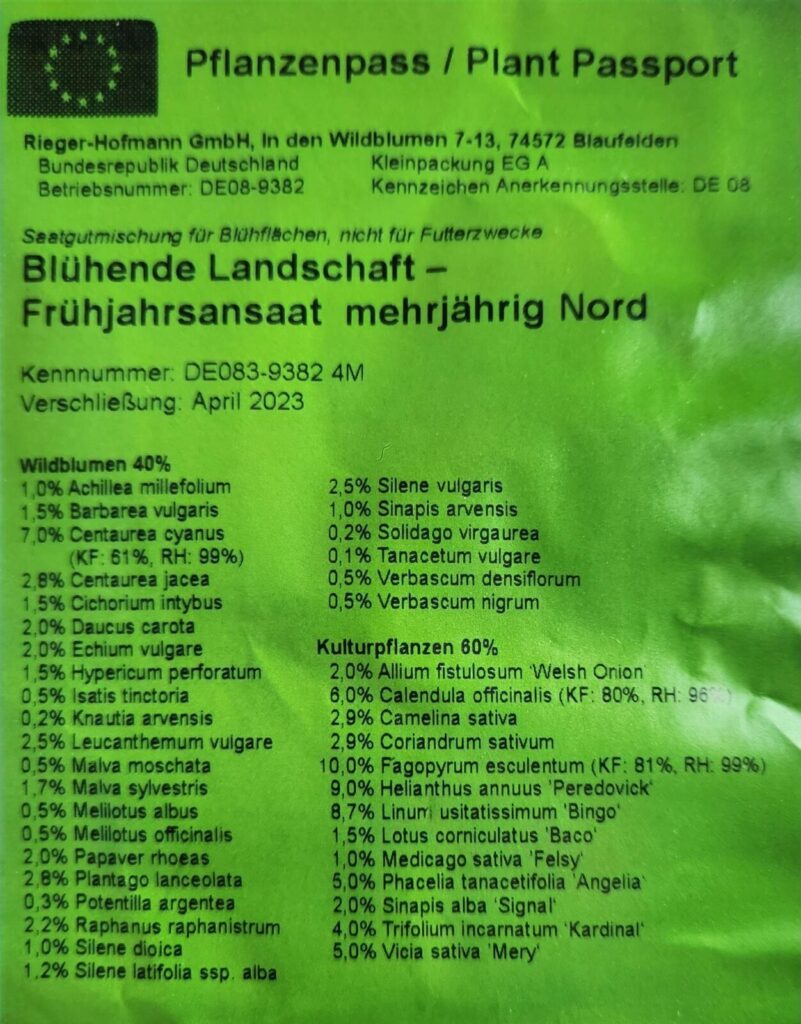 Pflanzenpass / Plant Passport
Rieger-Hofmann GmbH, In den Wildblumen 7-13, 74572 Blaufelden
Bundesrepublik Deutschland Kleinpackung EG A
Betriebsnummer: DE08-9382 Kennzeichen Anerkennungsstelle: DE 08
Saatgutmischung für Blühflächen, nicht für Futterzwecke
Blühende Landschaft –
Frühjahrsansaat mehrjährig Nord
Kennnummer: DE083-9382 4M
Verschließung: April 2023
Wildblumen 40%
1,0% Achillea millefolium
1,5% Barbarea vulgaris
7,0% Centaurea cyanus
(KF: 61%, RH: 99%)
2,8% Centaurea jacea
1,5% Cichorium intybus
2,0% Daucus carota
2,0% Echium vulgare
1,5% Hypericum perforatum
0,5% Isatis tinctoria
0,2% Knautia arvensis
2,5% Leucanthemum vulgare
0,5% Malva moschata
1,7% Malva sylvestris
0,5% Melilotus albus
0,5% Melilotus officinalis
2,0% Papaver rhoeas
2,8% Plantago lanceolata
0,3% Potentilla argentea
2,2% Raphanus raphanistrum
1,0% Silene dioica
1,2% Silene latifolia ssp. alba
2,5% Silene vulgaris
1,0% Sinapis arvensis
0,2% Solidago virgaurea
0,1% Tanacetum vulgare
0,5% Verbascum densiflorum
0,5% Verbascum nigrum
Kulturpflanzen 60%
2,0% Allium fistulosum 'Welsh Onion'
6,0% Calendula officinalis (KF: 80%, RH: 96%)
2,9% Camelina sativa
2,9% Coriandrum sativum
10,0% Fagopyrum esculentum (KF: 81%, RH: 99%)
9,0% Helianthus annuus 'Peredovick'
8,7% Linum usitatissimum 'Bingo'
1,5% Lotus corniculatus 'Baco'
1,0% Medicago sativa 'Felsy'
5,0% Phacelia tanacetifolia 'Angelia'
2,0% Sinapis alba 'Signal'
4,0% Trifolium incarnatum 'Kardinal'
5,0% Vicia sativa 'Mery'